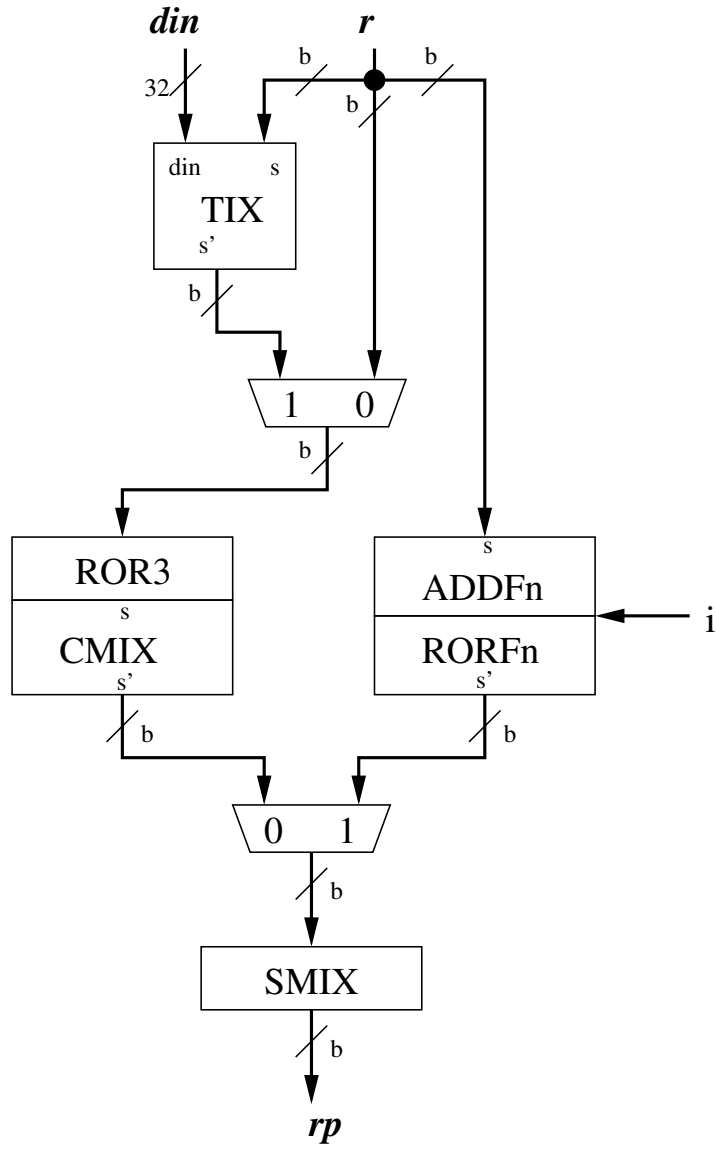 din r
b b
32 b
din s
TIX
s'
b
1 0
b
ROR3
s
CMIX
s'
s
ADDFn
RORFn
s'
i
b b
0 1
b
SMIX
b
rp